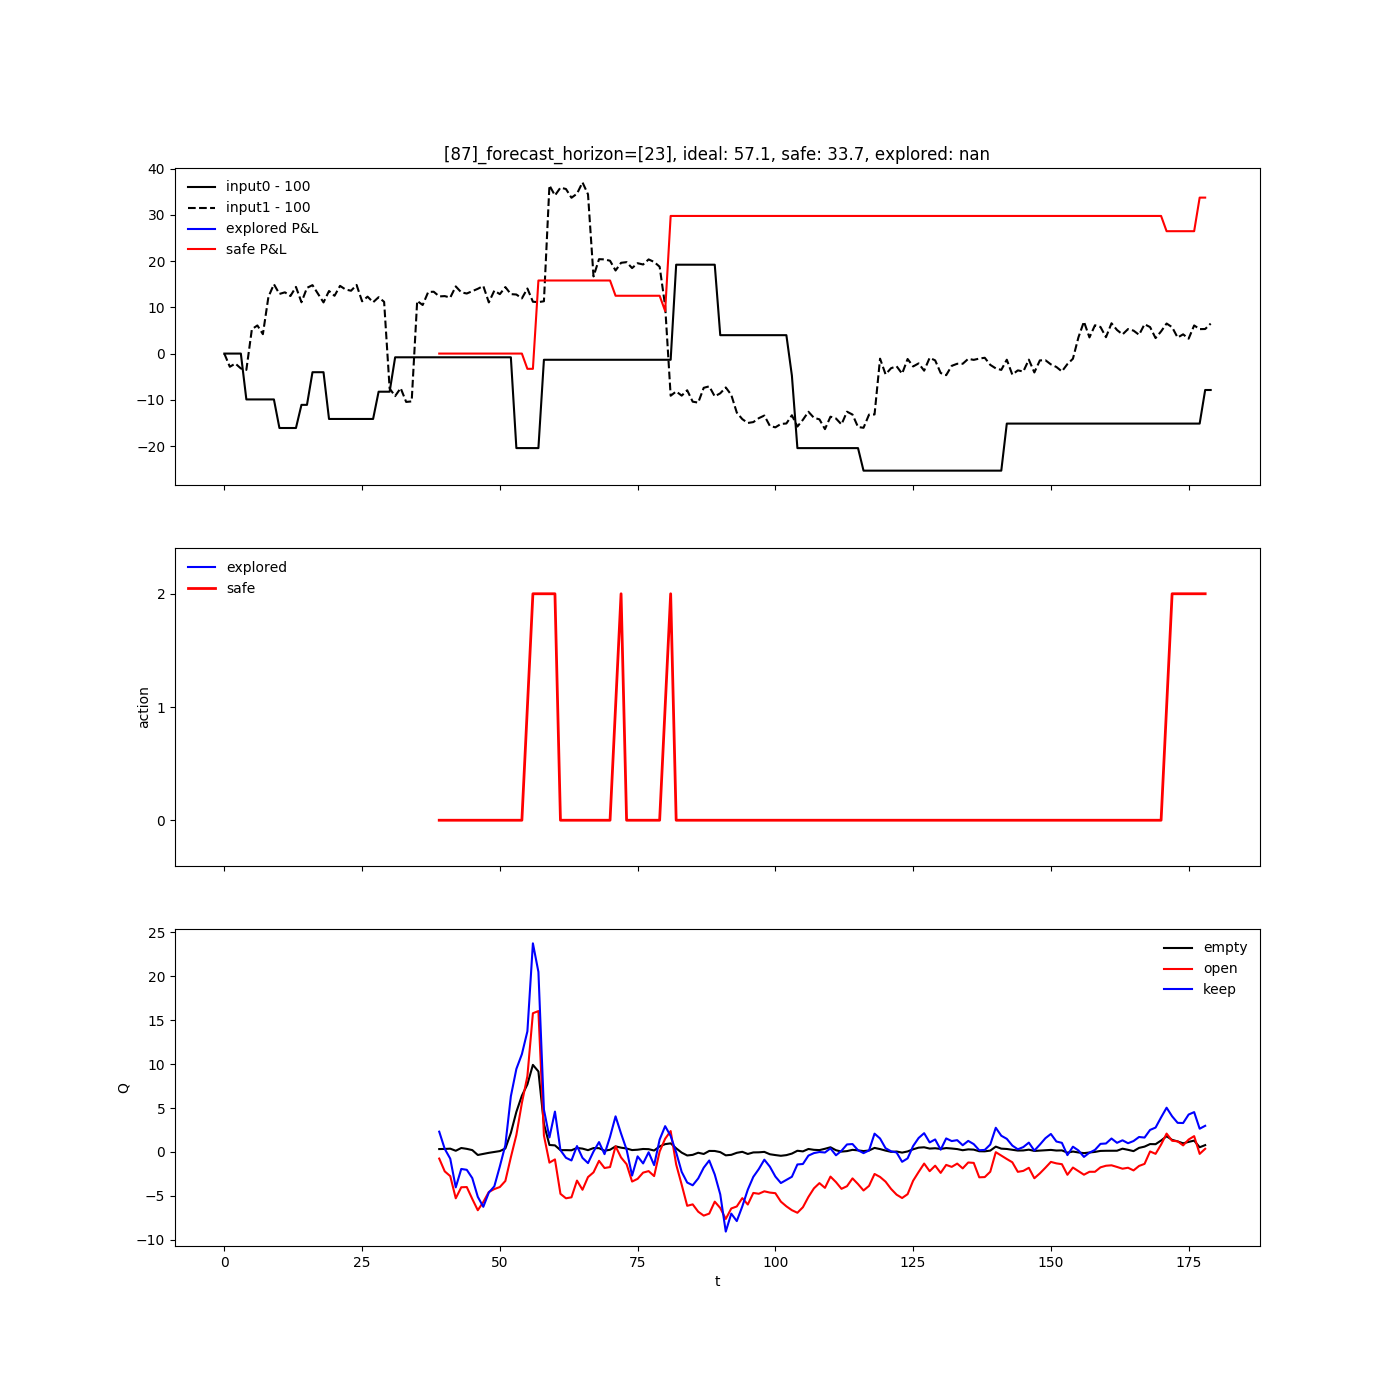 [87]_forecast_horizon=[23], ideal: 57.1, safe: 33.7, explored: nan
40
30
20
10
0
−10
−20
input0 - 100
input1 - 100
explored P&L
safe P&L
2
1
0
action
explored
safe
25
20
15
10
5
0
−5
−10
Q
empty
open
keep
0 25 50 75 100 125 150 175
t